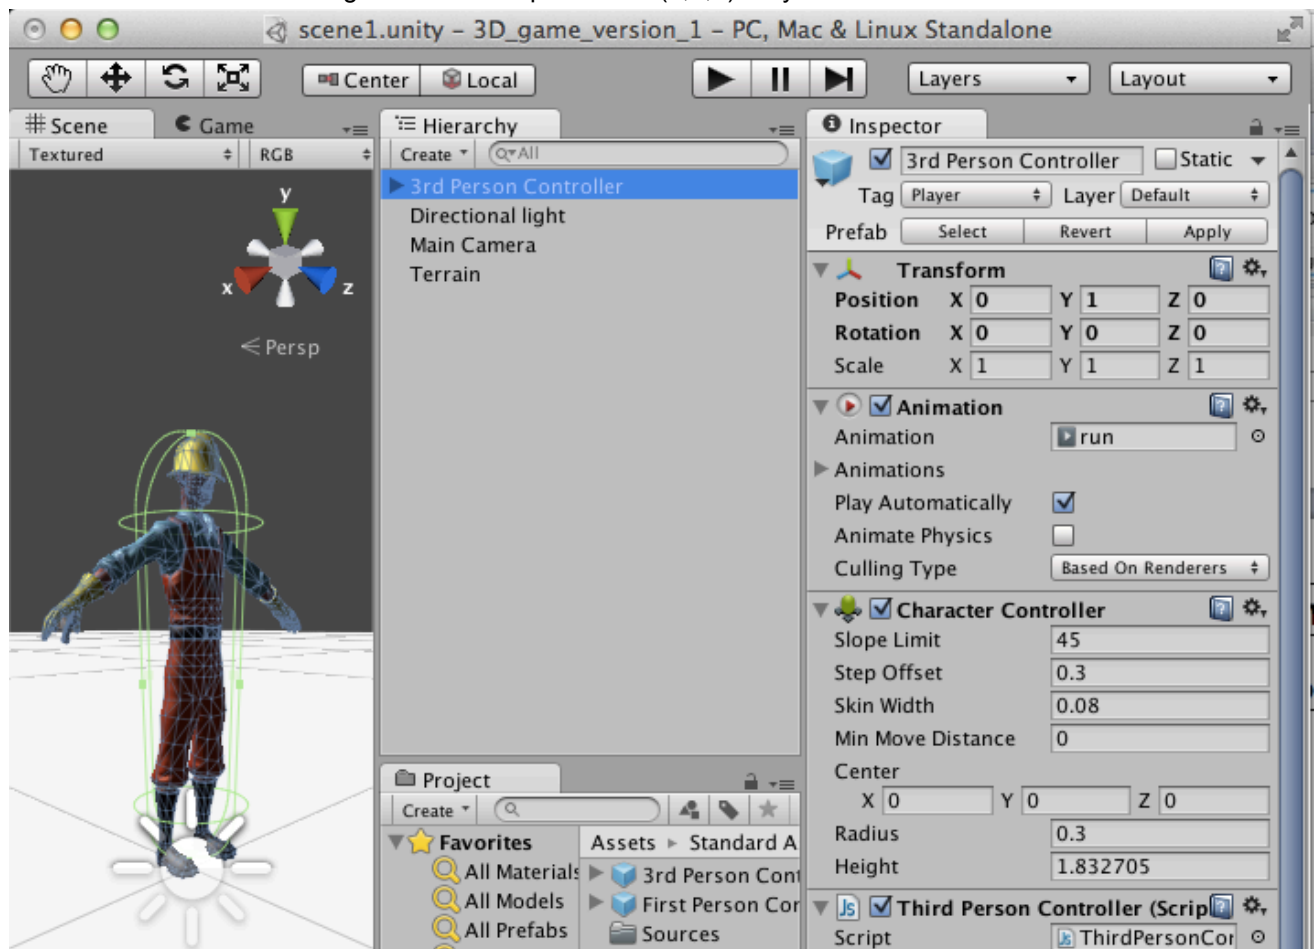 scene1.unity - 3D_game_version_1 - PC, Mac & Linux Standalone
Center Local Layers Layout
Scene Game
Textured RGB
y
x z
Persp
Hierarchy
Create All
3rd Person Controller
Directional light
Main Camera
Terrain
Project
Create
Favorites
All Materials
All Models
All Prefabs
Assets Standard A
3rd Person Cont
First Person Cor
Sources
Inspector
3rd Person Controller Static
Tag Player Layer Default
Prefab Select Revert Apply
Transform
Position X 0 Y 1 Z 0
Rotation X 0 Y 0 Z 0
Scale X 1 Y 1 Z 1
Animation
Animation run
Animations
Play Automatically
Animate Physics
Culling Type Based On Renderers
Character Controller
Slope Limit 45
Step Offset 0.3
Skin Width 0.08
Min Move Distance 0
Center
X 0 Y 0 Z 0
Radius 0.3
Height 1.832705
Js Third Person Controller (Scrip
Script Js ThirdPersonCor